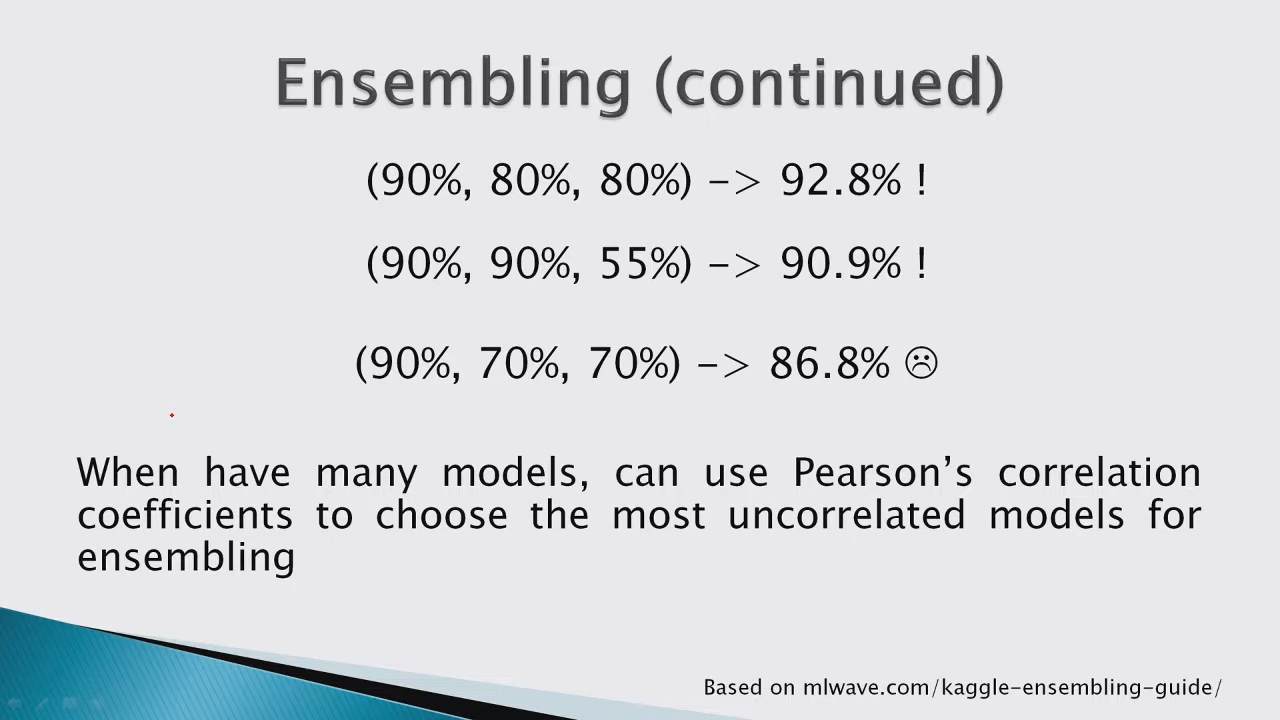 Ensembling (continued)
(90%, 80%, 80%) -> 92.8% !
(90%, 90%, 55%) -> 90.9% !
(90%, 70%, 70%) -> 86.8% ☹
When have many models, can use Pearson’s correlation
coefficients to choose the most uncorrelated models for
ensembling
Based on mlwave.com/kaggle-ensembling-guide/